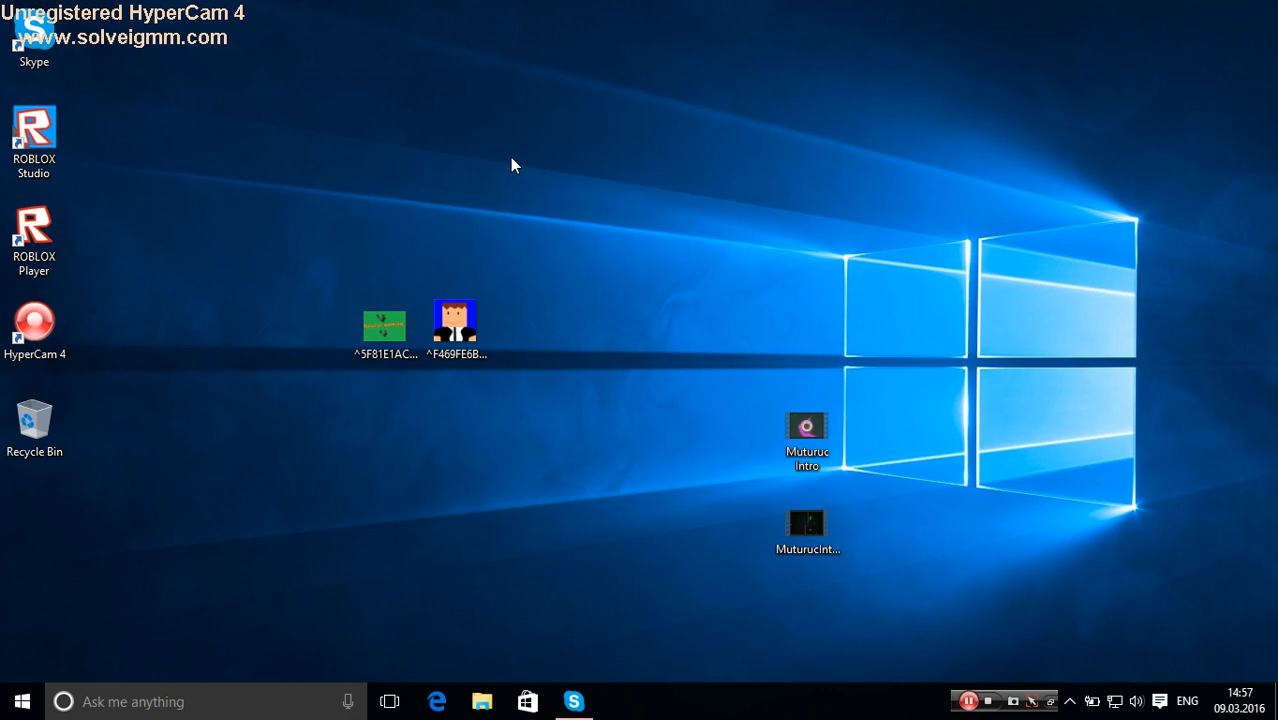 Unregistered HyperCam 4
www.solveigmm.com
Skype
ROBLOX
Studio
ROBLOX
Player
HyperCam 4
Recycle Bin
^5F81E1AC...
^F469FE6B...
Muturuc
Intro
MuturucInt...
Ask me anything
ENG
14:57
09.03.2016